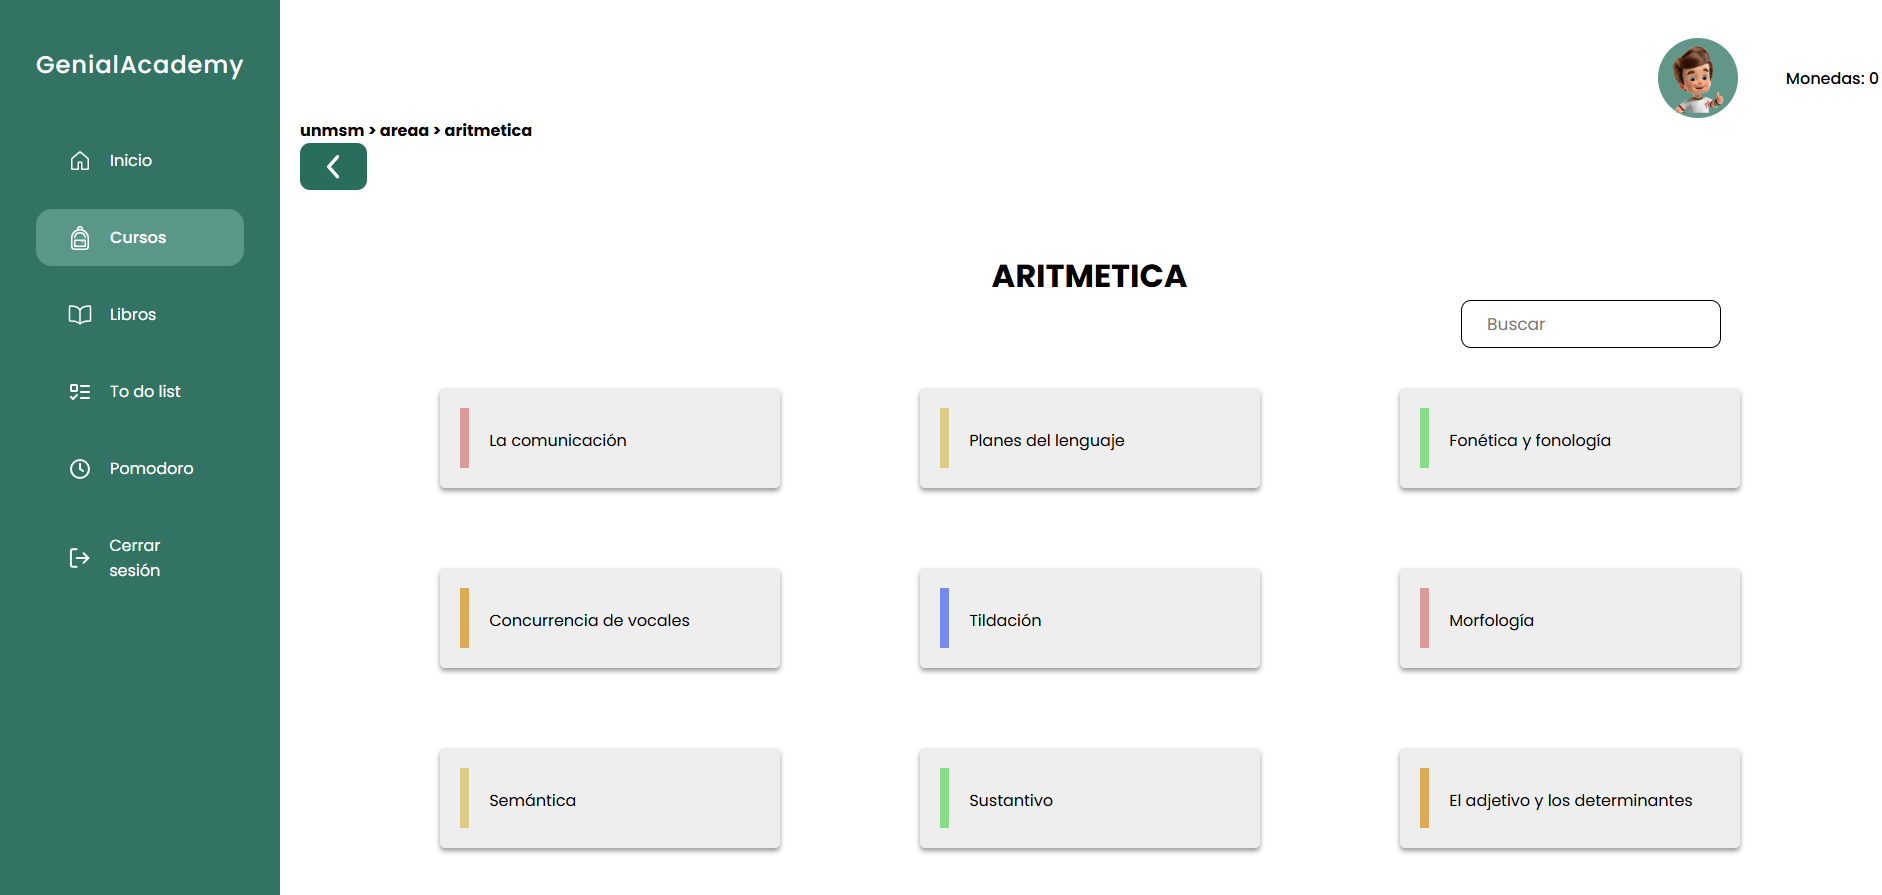 GenialAcademy
Inicio
Cursos
Libros
To do list
Pomodoro
Cerrar
sesión
Monedas: 0
unmsm > areaa > aritmetica
ARITMETICA
Buscar
La comunicación
Planes del lenguaje
Fonética y fonología
Concurrencia de vocales
Tildación
Morfología
Semántica
Sustantivo
El adjetivo y los determinantes